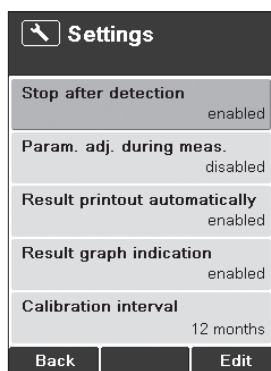 Settings
Stop after detection
enabled
Param. adj. during meas.
disabled
Result printout automatically
enabled
Result graph indication
enabled
Calibration interval
12 months
Back
Edit